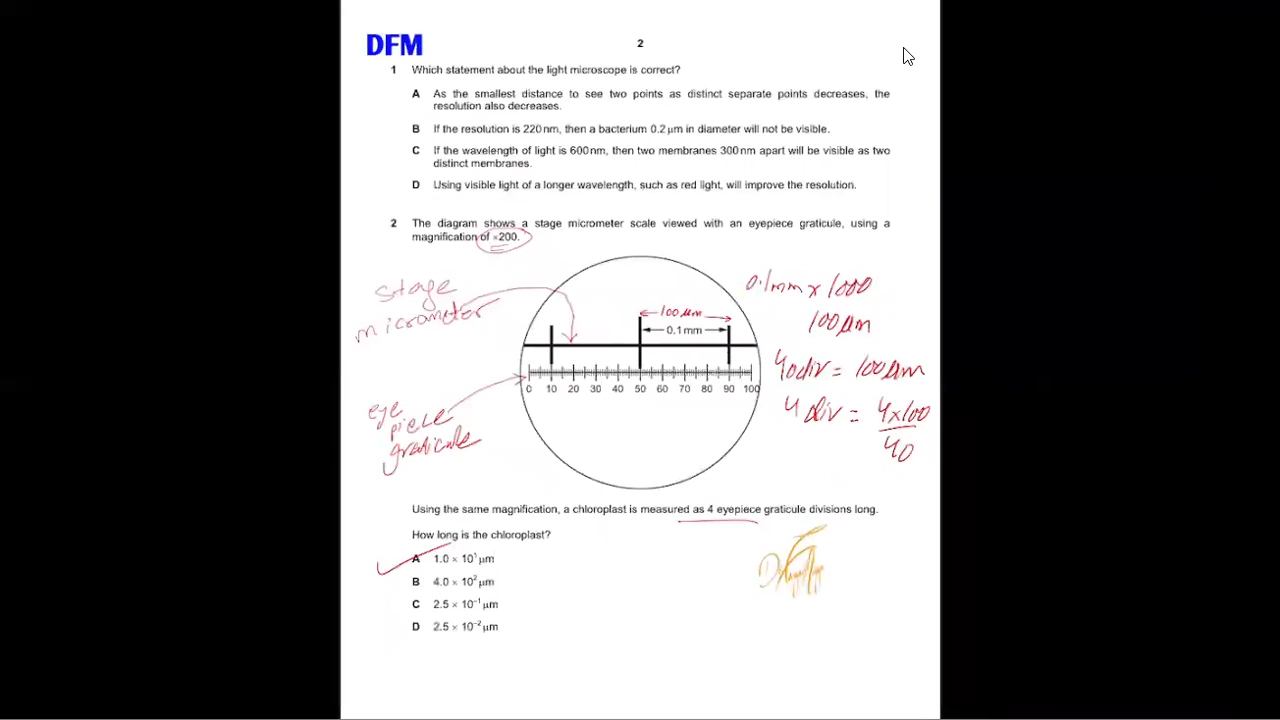 DFM
2
1 Which statement about the light microscope is correct?
A As the smallest distance to see two points as distinct separate points decreases, the
resolution also decreases.
B If the resolution is 220 nm, then a bacterium 0.2 μm in diameter will not be visible.
C If the wavelength of light is 600 nm, then two membranes 300 nm apart will be visible as two
distinct membranes.
D Using visible light of a longer wavelength, such as red light, will improve the resolution.
2 The diagram shows a stage micrometer scale viewed with an eyepiece graticule, using a
magnification of ×200.
stage
micrometer
100 μm
0.1 mm
0 10 20 30 40 50 60 70 80 90 100
eye
piece
graticule
0.1mm x 1000
100μm
40div = 100μm
4 div = 4x100
40
Using the same magnification, a chloroplast is measured as 4 eyepiece graticule divisions long.
How long is the chloroplast?
A 1.0 × 10¹ μm
B 4.0 × 10² μm
C 2.5 × 10⁻¹ μm
D 2.5 × 10⁻² μm